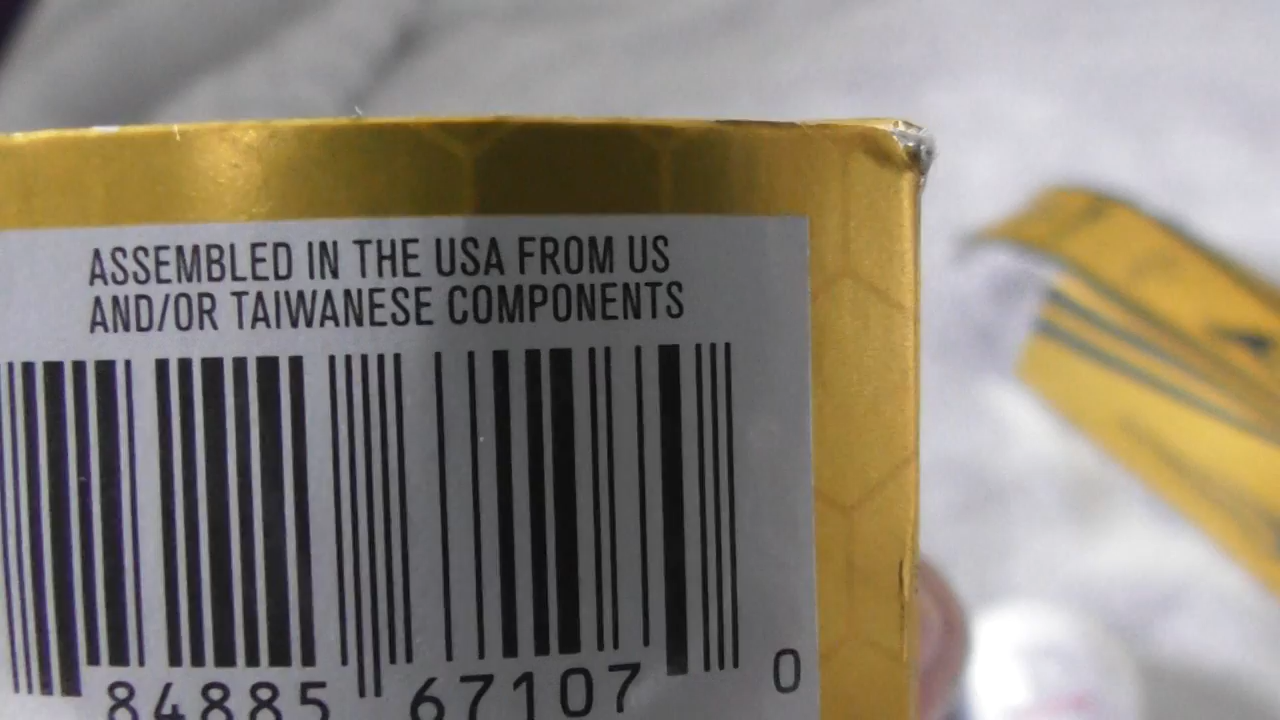 ASSEMBLED IN THE USA FROM US
AND/OR TAIWANESE COMPONENTS
84885 67107 0